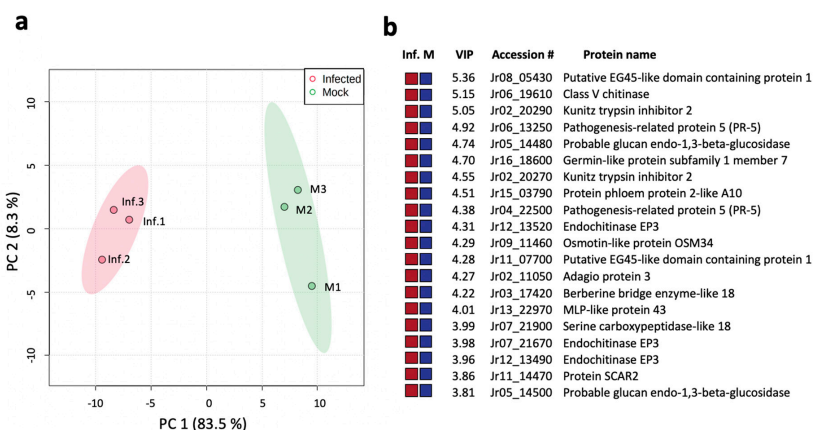 a
Infected
Mock
10
5
0
-5
-10
PC 2 (8.3 %)
Inf.3
Inf.1
Inf.2
M3
M2
M1
-10
-5
0
5
10
PC 1 (83.5 %)
b
Inf. M VIP Accession # Protein name
5.36 Jr08_05430 Putative EG45-like domain containing protein 1
5.15 Jr06_19610 Class V chitinase
5.05 Jr02_20290 Kunitz trypsin inhibitor 2
4.92 Jr06_13250 Pathogenesis-related protein 5 (PR-5)
4.74 Jr05_14480 Probable glucan endo-1,3-beta-glucosidase
4.70 Jr16_18600 Germin-like protein subfamily 1 member 7
4.55 Jr02_20270 Kunitz trypsin inhibitor 2
4.51 Jr15_03790 Protein phloem protein 2-like A10
4.38 Jr04_22500 Pathogenesis-related protein 5 (PR-5)
4.31 Jr12_13520 Endochitinase EP3
4.29 Jr09_11460 Osmotin-like protein OSM34
4.28 Jr11_07700 Putative EG45-like domain containing protein 1
4.27 Jr02_11050 Adagio protein 3
4.22 Jr03_17420 Berberine bridge enzyme-like 18
4.01 Jr13_22970 MLP-like protein 43
3.99 Jr07_21900 Serine carboxypeptidase-like 18
3.98 Jr07_21670 Endochitinase EP3
3.96 Jr12_13490 Endochitinase EP3
3.86 Jr11_14470 Protein SCAR2
3.81 Jr05_14500 Probable glucan endo-1,3-beta-glucosidase